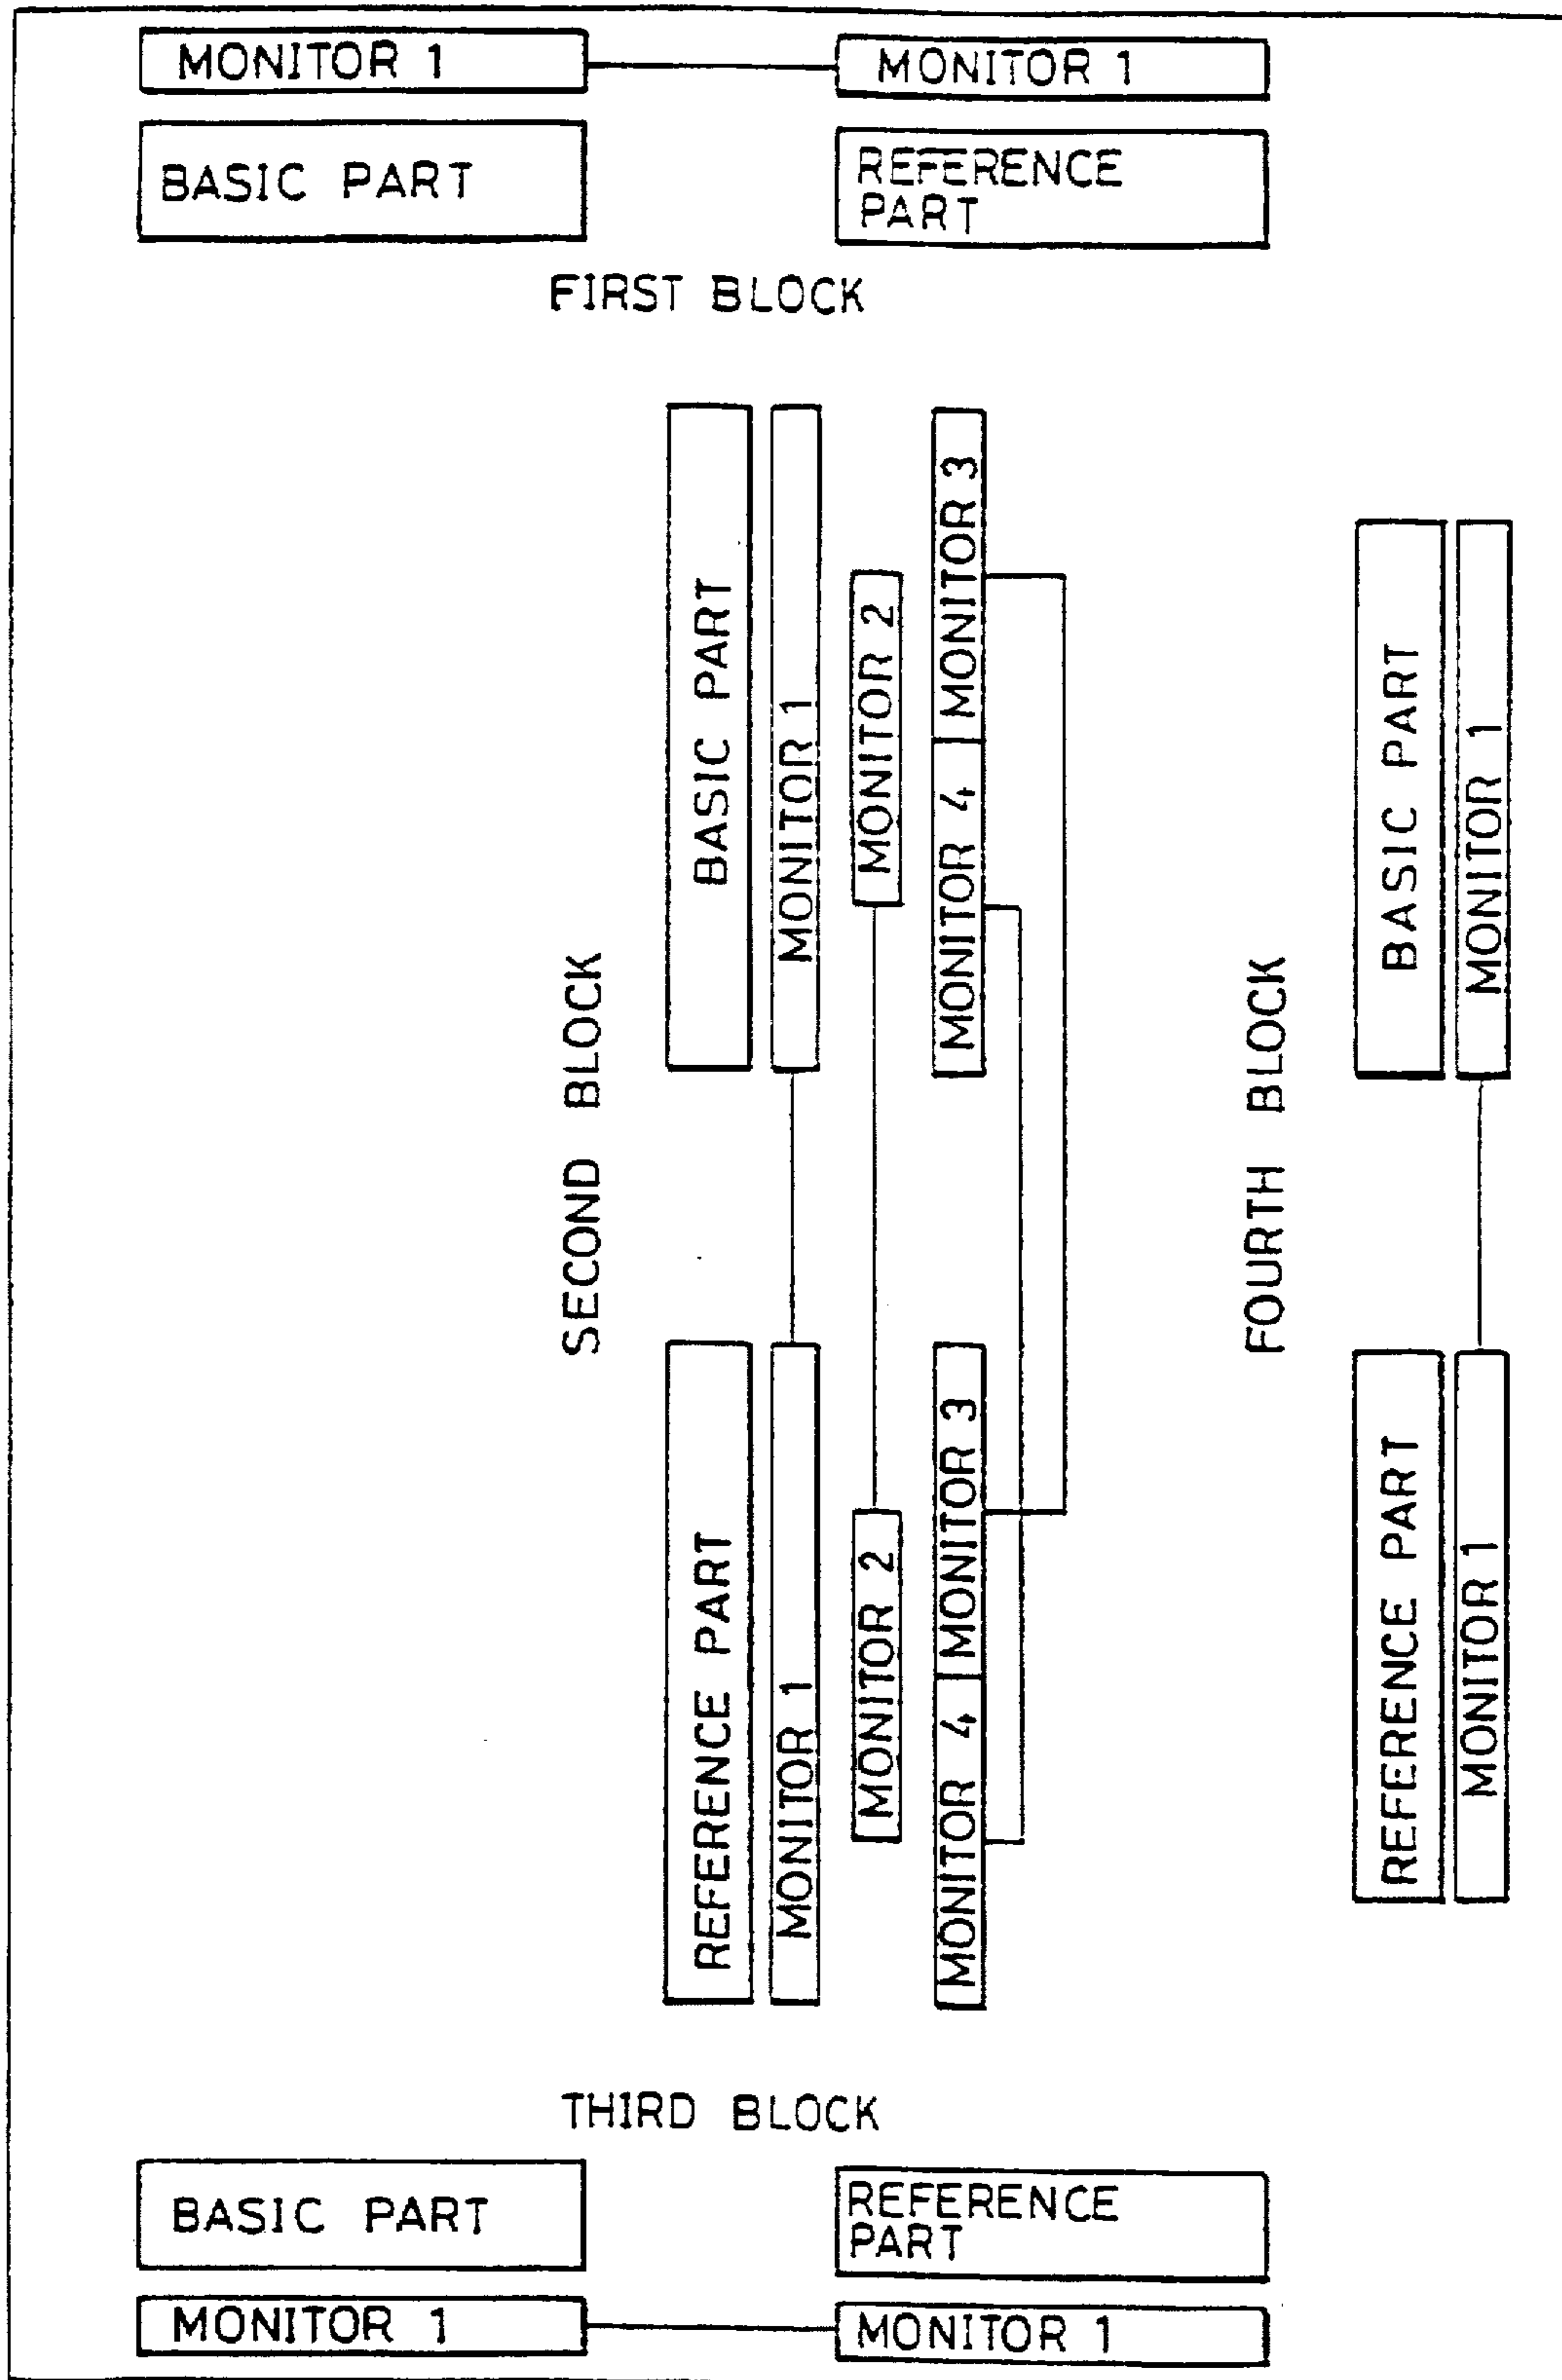 MONITOR 1
MONITOR 1
BASIC PART
REFERENCE
PART
FIRST BLOCK
SECOND BLOCK
BASIC PART
MONITOR 1
MONITOR 2
MONITOR 3
MONITOR 4
REFERENCE PART
MONITOR 1
MONITOR 2
MONITOR 3
MONITOR 4
FOURTH BLOCK
BASIC PART
MONITOR 1
REFERENCE PART
MONITOR 1
THIRD BLOCK
BASIC PART
REFERENCE
PART
MONITOR 1
MONITOR 1